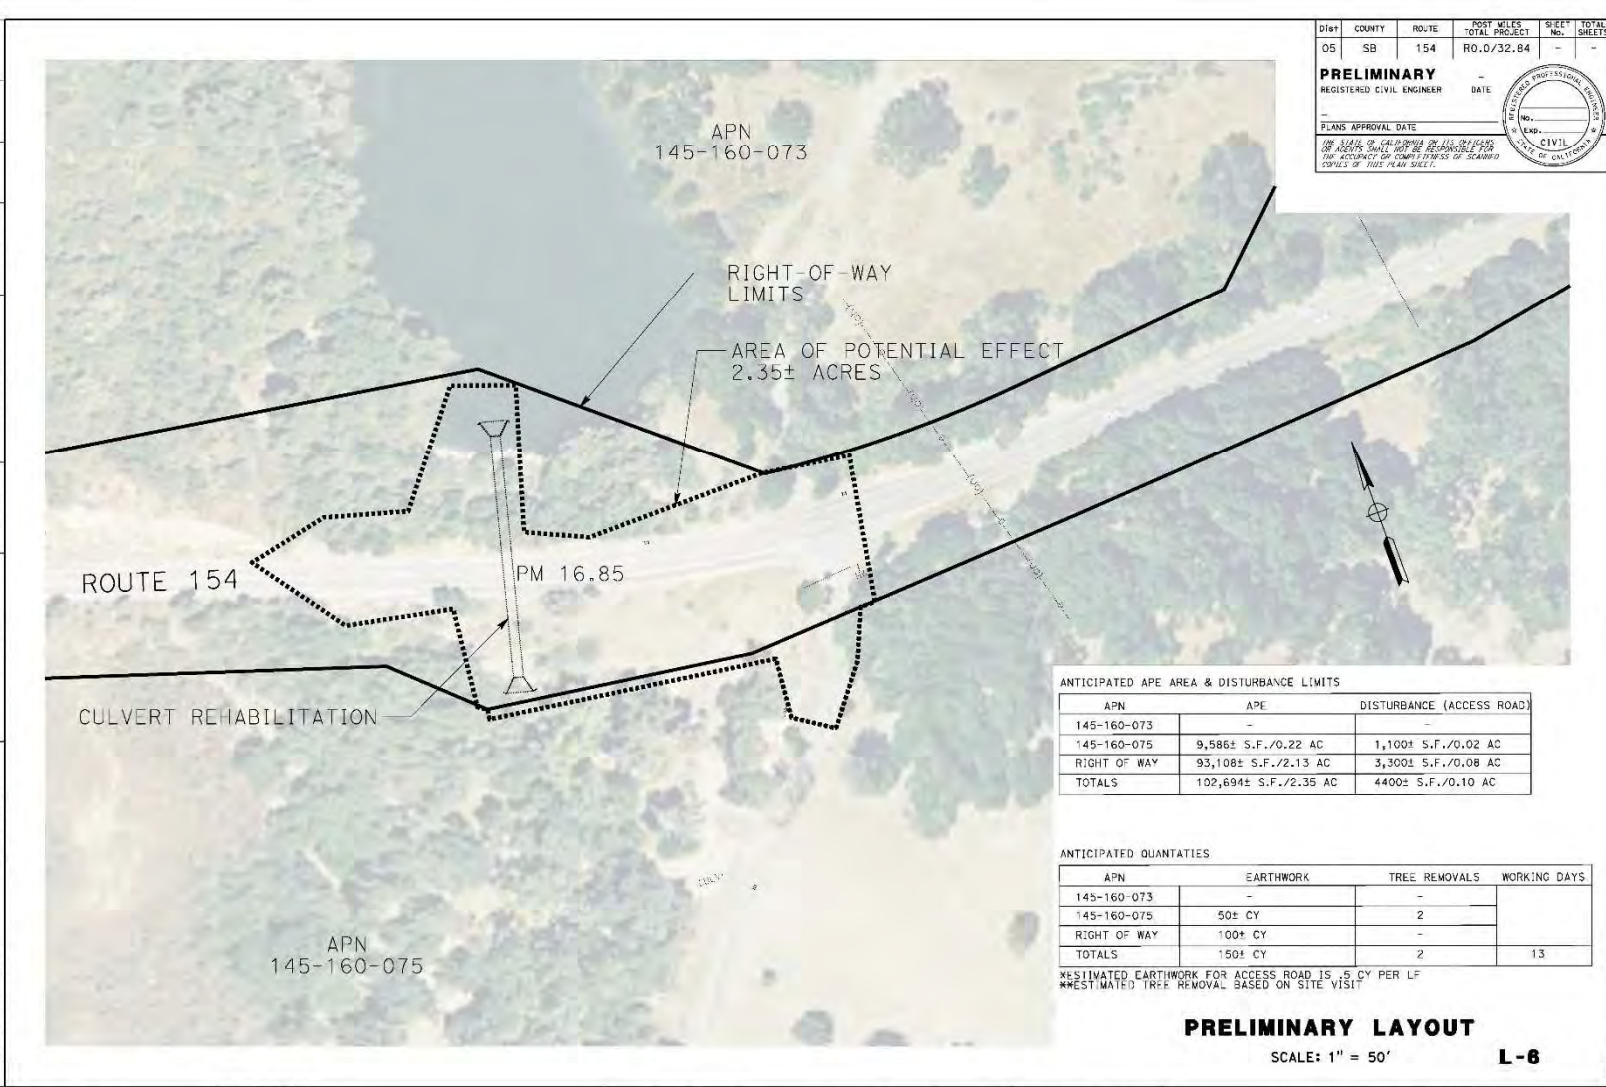 Dist COUNTY ROUTE POST MILES TOTAL PROJECT SHEET No. TOTAL SHEETS
05 SB 154 R0.0/32.84 - -
PRELIMINARY -
REGISTERED CIVIL ENGINEER DATE
-
PLANS APPROVAL DATE
THE STATE OF CALIFORNIA OR ITS OFFICERS
OR AGENTS SHALL NOT BE RESPONSIBLE FOR
THE ACCURACY OR COMPLETENESS OF SCANNED
COPIES OF THIS PLAN SHEET.
REGISTERED PROFESSIONAL ENGINEER
No.
Exp.
CIVIL
STATE OF CALIFORNIA
APN
145-160-073
RIGHT-OF-WAY
LIMITS
AREA OF POTENTIAL EFFECT
2.35± ACRES
ROUTE 154
PM 16.85
CULVERT REHABILITATION
APN
145-160-075
ANTICIPATED APE AREA & DISTURBANCE LIMITS
APN APE DISTURBANCE (ACCESS ROAD)
145-160-073 - -
145-160-075 9,586± S.F./0.22 AC 1,100± S.F./0.02 AC
RIGHT OF WAY 93,108± S.F./2.13 AC 3,300± S.F./0.08 AC
TOTALS 102,694± S.F./2.35 AC 4400± S.F./0.10 AC
ANTICIPATED QUANTATIES
APN EARTHWORK TREE REMOVALS WORKING DAYS
145-160-073 - -
145-160-075 50± CY 2
RIGHT OF WAY 100± CY -
TOTALS 150± CY 2 13
*ESTIMATED EARTHWORK FOR ACCESS ROAD IS .5 CY PER LF
**ESTIMATED TREE REMOVAL BASED ON SITE VISIT
PRELIMINARY LAYOUT
SCALE: 1" = 50' L-6